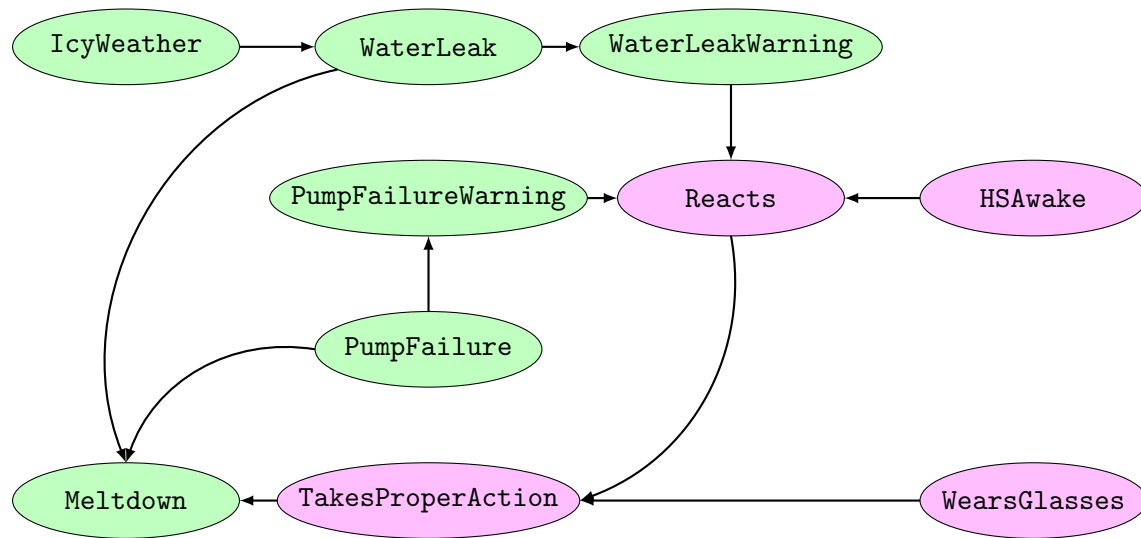 IcyWeather
WaterLeak
WaterLeakWarning
PumpFailureWarning
Reacts
HSAwake
PumpFailure
Meltdown
TakesProperAction
WearsGlasses